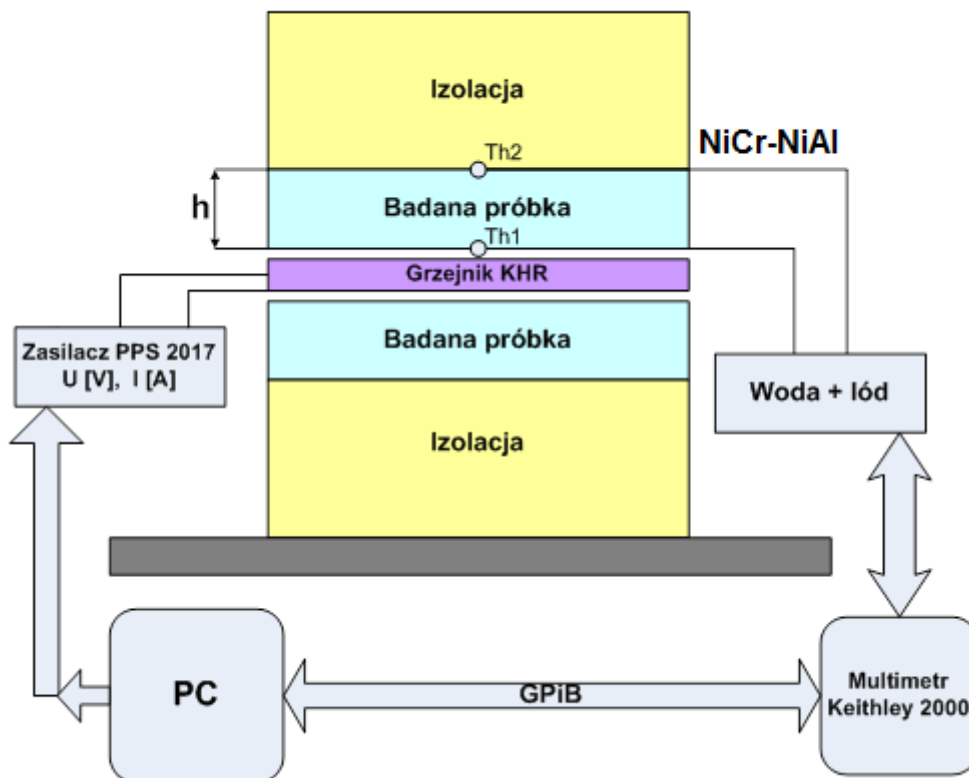 Izolacja
NiCr-NiAl
Th2
h
Badana próbka
Th1
Grzejnik KHR
Zasilacz PPS 2017
U [V], I [A]
Badana próbka
Woda + lód
Izolacja
PC
GPiB
Multimetr
Keithley 2000